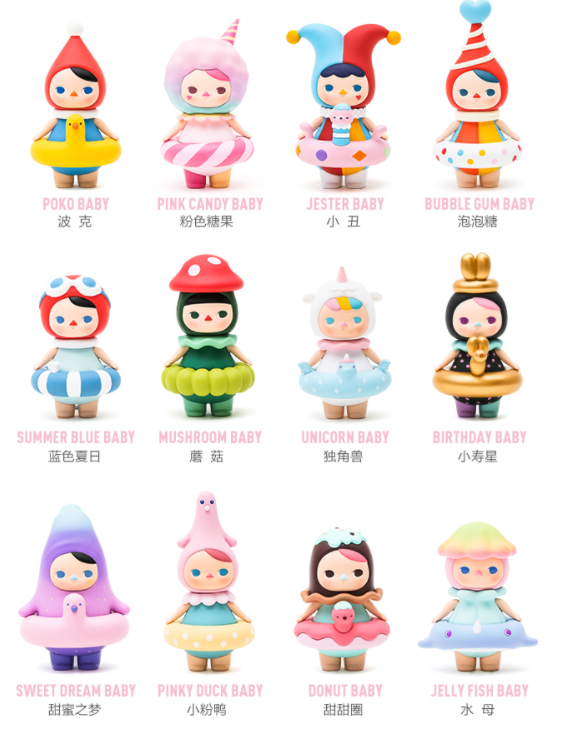 POKO BABY
波 克
PINK CANDY BABY
粉色糖果
JESTER BABY
小 丑
BUBBLE GUM BABY
泡泡糖
SUMMER BLUE BABY
蓝色夏日
MUSHROOM BABY
蘑 菇
UNICORN BABY
独角兽
BIRTHDAY BABY
小寿星
SWEET DREAM BABY
甜蜜之梦
PINKY DUCK BABY
小粉鸭
DONUT BABY
甜甜圈
JELLY FISH BABY
水 母